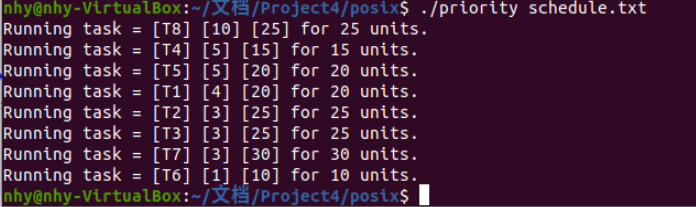 nhy@nhy-VirtualBox:~/文档/Project4/posix$ ./priority schedule.txt
Running task = [T8] [10] [25] for 25 units.
Running task = [T4] [5] [15] for 15 units.
Running task = [T5] [5] [20] for 20 units.
Running task = [T1] [4] [20] for 20 units.
Running task = [T2] [3] [25] for 25 units.
Running task = [T3] [3] [25] for 25 units.
Running task = [T7] [3] [30] for 30 units.
Running task = [T6] [1] [10] for 10 units.
nhy@nhy-VirtualBox:~/文档/Project4/posix$